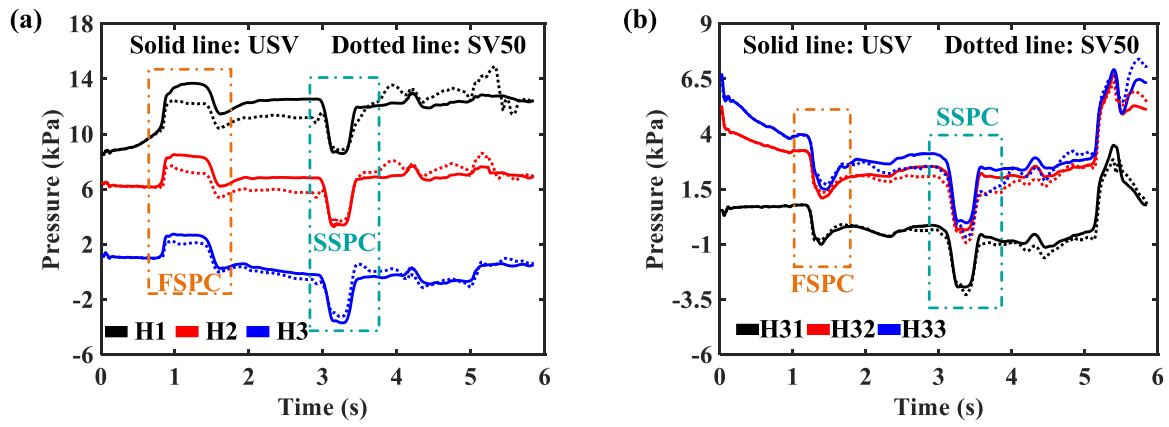 (a)
Solid line: USV Dotted line: SV50
18
14
10
6
2
-2
-6
Pressure (kPa)
FSPC
SSPC
H1 H2 H3
0 1 2 3 4 5 6
Time (s)
(b)
Solid line: USV Dotted line: SV50
9
6.5
4
1.5
-1
-3.5
-6
Pressure (kPa)
SSPC
FSPC
H31 H32 H33
0 1 2 3 4 5 6
Time (s)